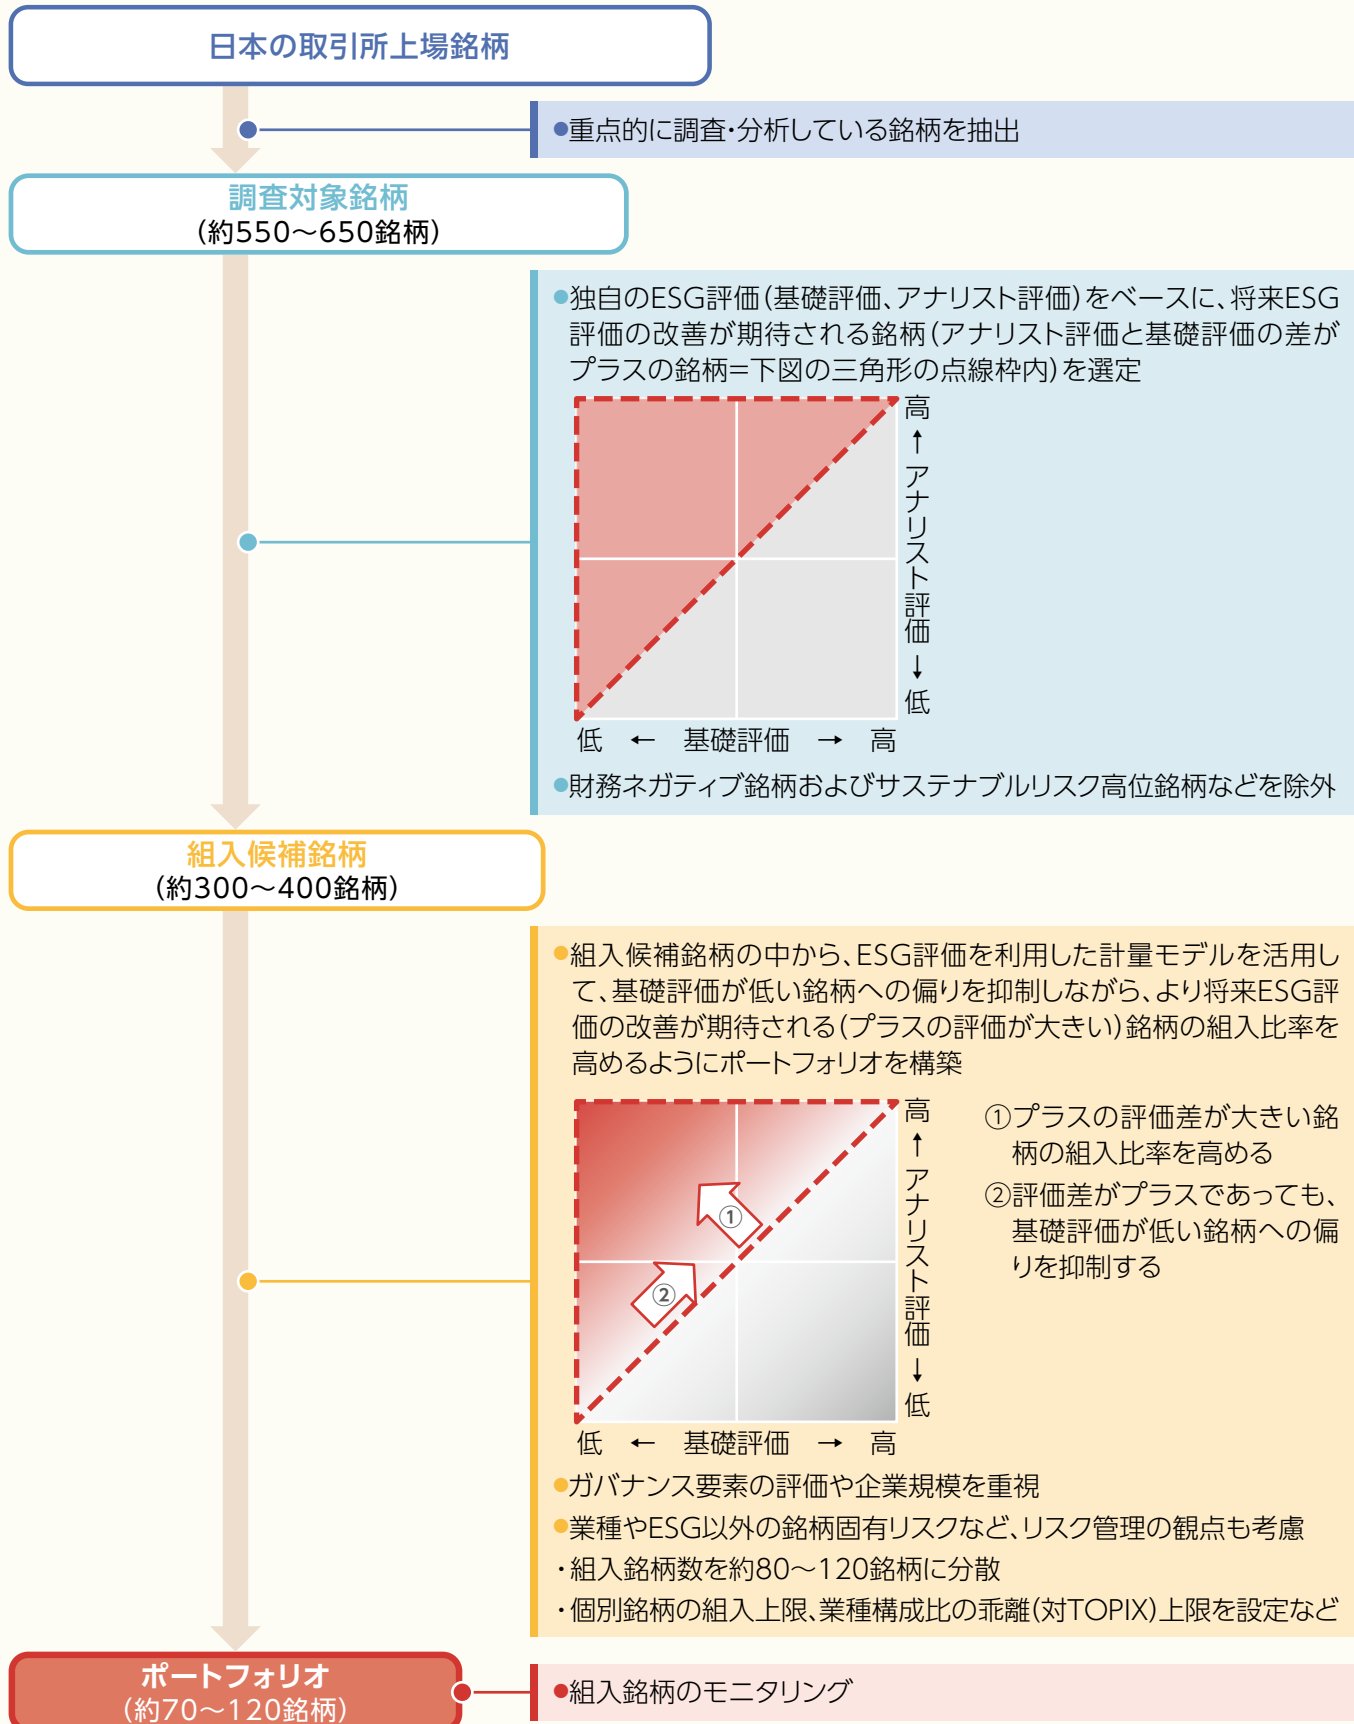 日本の取引所上場銘柄
●重点的に調査・分析している銘柄を抽出
調査対象銘柄
(約550～650銘柄)
●独自のESG評価(基礎評価、アナリスト評価)をベースに、将来ESG
評価の改善が期待される銘柄(アナリスト評価と基礎評価の差が
プラスの銘柄=下図の三角形の点線枠内)を選定
高 ↑ アナリスト評価 ↓ 低
低 ← 基礎評価 → 高
●財務ネガティブ銘柄およびサステナブルリスク高位銘柄などを除外
組入候補銘柄
(約300～400銘柄)
●組入候補銘柄の中から、ESG評価を利用した計量モデルを活用し
て、基礎評価が低い銘柄への偏りを抑制しながら、より将来ESG評
価の改善が期待される(プラスの評価が大きい)銘柄の組入比率を
高めるようにポートフォリオを構築
①
②
高 ↑ アナリスト評価 ↓ 低
低 ← 基礎評価 → 高
①プラスの評価差が大きい銘
柄の組入比率を高める
②評価差がプラスであっても、
基礎評価が低い銘柄への偏
りを抑制する
●ガバナンス要素の評価や企業規模を重視
●業種やESG以外の銘柄固有リスクなど、リスク管理の観点も考慮
・組入銘柄数を約80～120銘柄に分散
・個別銘柄の組入上限、業種構成比の乖離(対TOPIX)上限を設定など
ポートフォリオ
(約70～120銘柄)
●組入銘柄のモニタリング